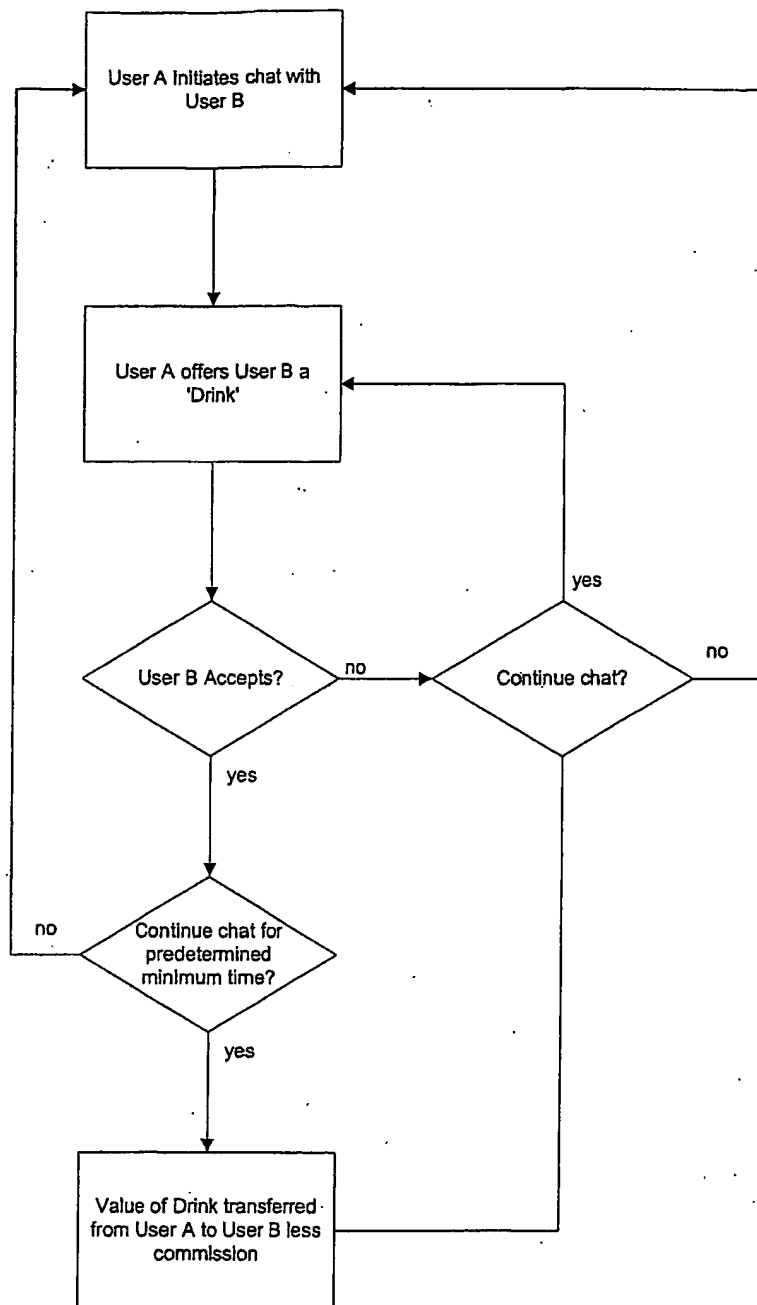 User A Initiates chat with
User B
User A offers User B a
'Drink'
yes
User B Accepts?
no
Continue chat?
no
yes
no
Continue chat for
predetermined
minimum time?
yes
Value of Drink transferred
from User A to User B less
commission